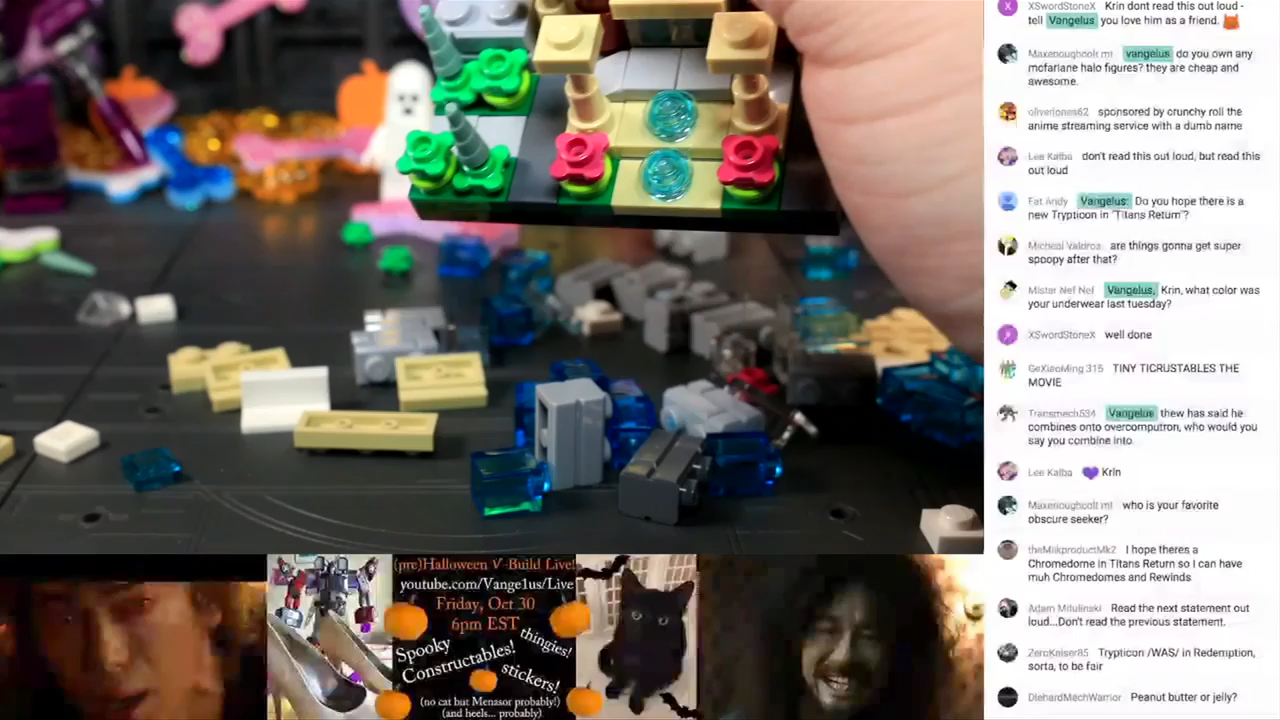 XSwordStoneX Krin dont read this out loud -
tell Vangelus you love him as a friend.
vangelus do you own any
mcfarlane halo figures? they are cheap and
awesome.
oliverjones62 sponsored by crunchy roll the
anime streaming service with a dumb name
Lee Kalba don't read this out loud, but read this
out loud
Fat Andy Vangelus: Do you hope there is a
new Trypticon in "Titans Return"?
Micheal Valdroz are things gonna get super
spoopy after that?
Mister Nef Nef Vangelus, Krin, what color was
your underwear last tuesday?
XSwordStoneX well done
GeXiaoMing 315 TINY TICRUSTABLES THE
MOVIE
Transmech534 Vangelus thew has said he
combines onto overcomputron, who would you
say you combine into.
Lee Kalba 💜 Krin
who is your favorite
obscure seeker?
theMilkproductMk2 I hope theres a
Chromedome in Titans Return so I can have
muh Chromedomes and Rewinds
Adam Mitulinski Read the next statement out
loud...Don't read the previous statement.
ZeroKaiser85 Trypticon /WAS/ in Redemption,
sorta, to be fair
DiehardMechWarrior Peanut butter or jelly?
(pre)Halloween V-Build Live!
youtube.com/Vange1us/Live
Friday, Oct 30
6pm EST
Spooky thingies!
Constructables! stickers!
(no cat but Menasor probably!)
(and heels... probably)